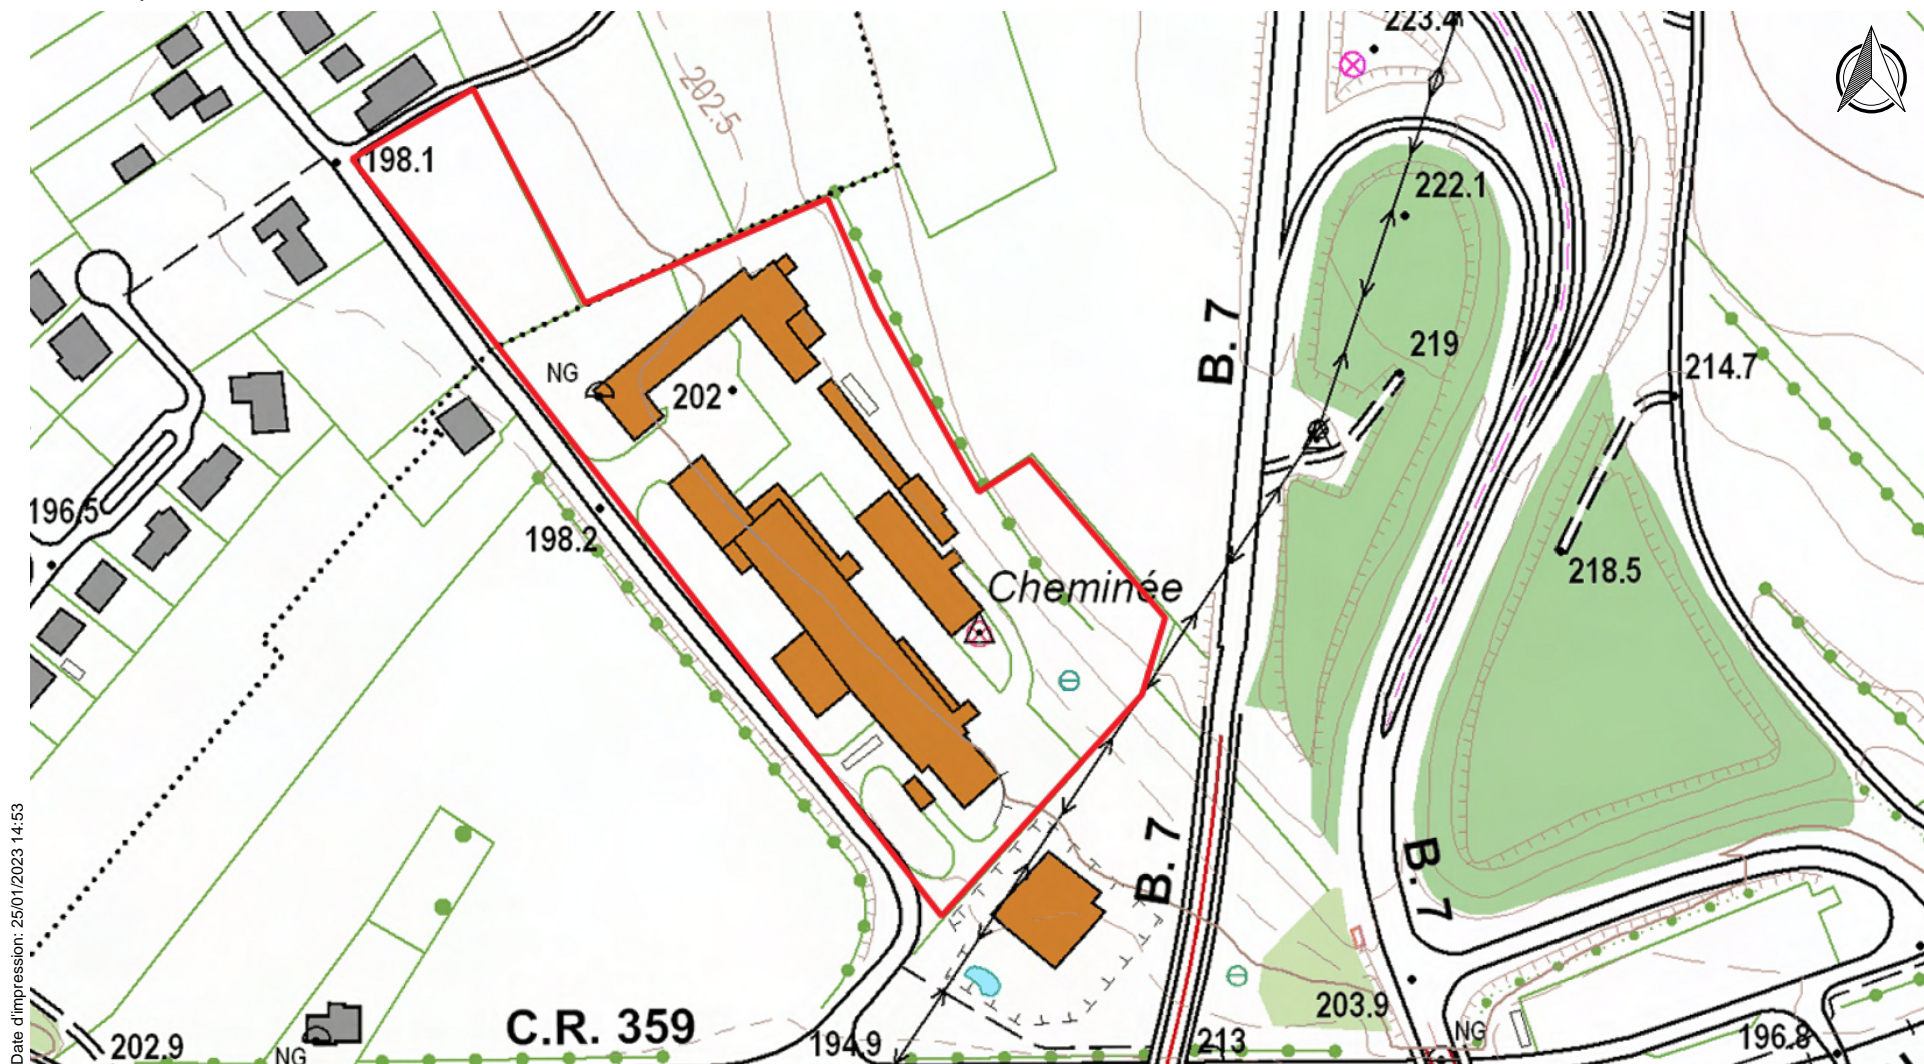 223.4
202.5
198.1
222.1
B.7
219
214.7
NG
202
196.5
198.2
218.5
Cheminée
B.7
B.7
Date d'impression: 25/01/2023 14:53
C.R. 359
203.9
NG
196.8
202.9
NG
194.9
213